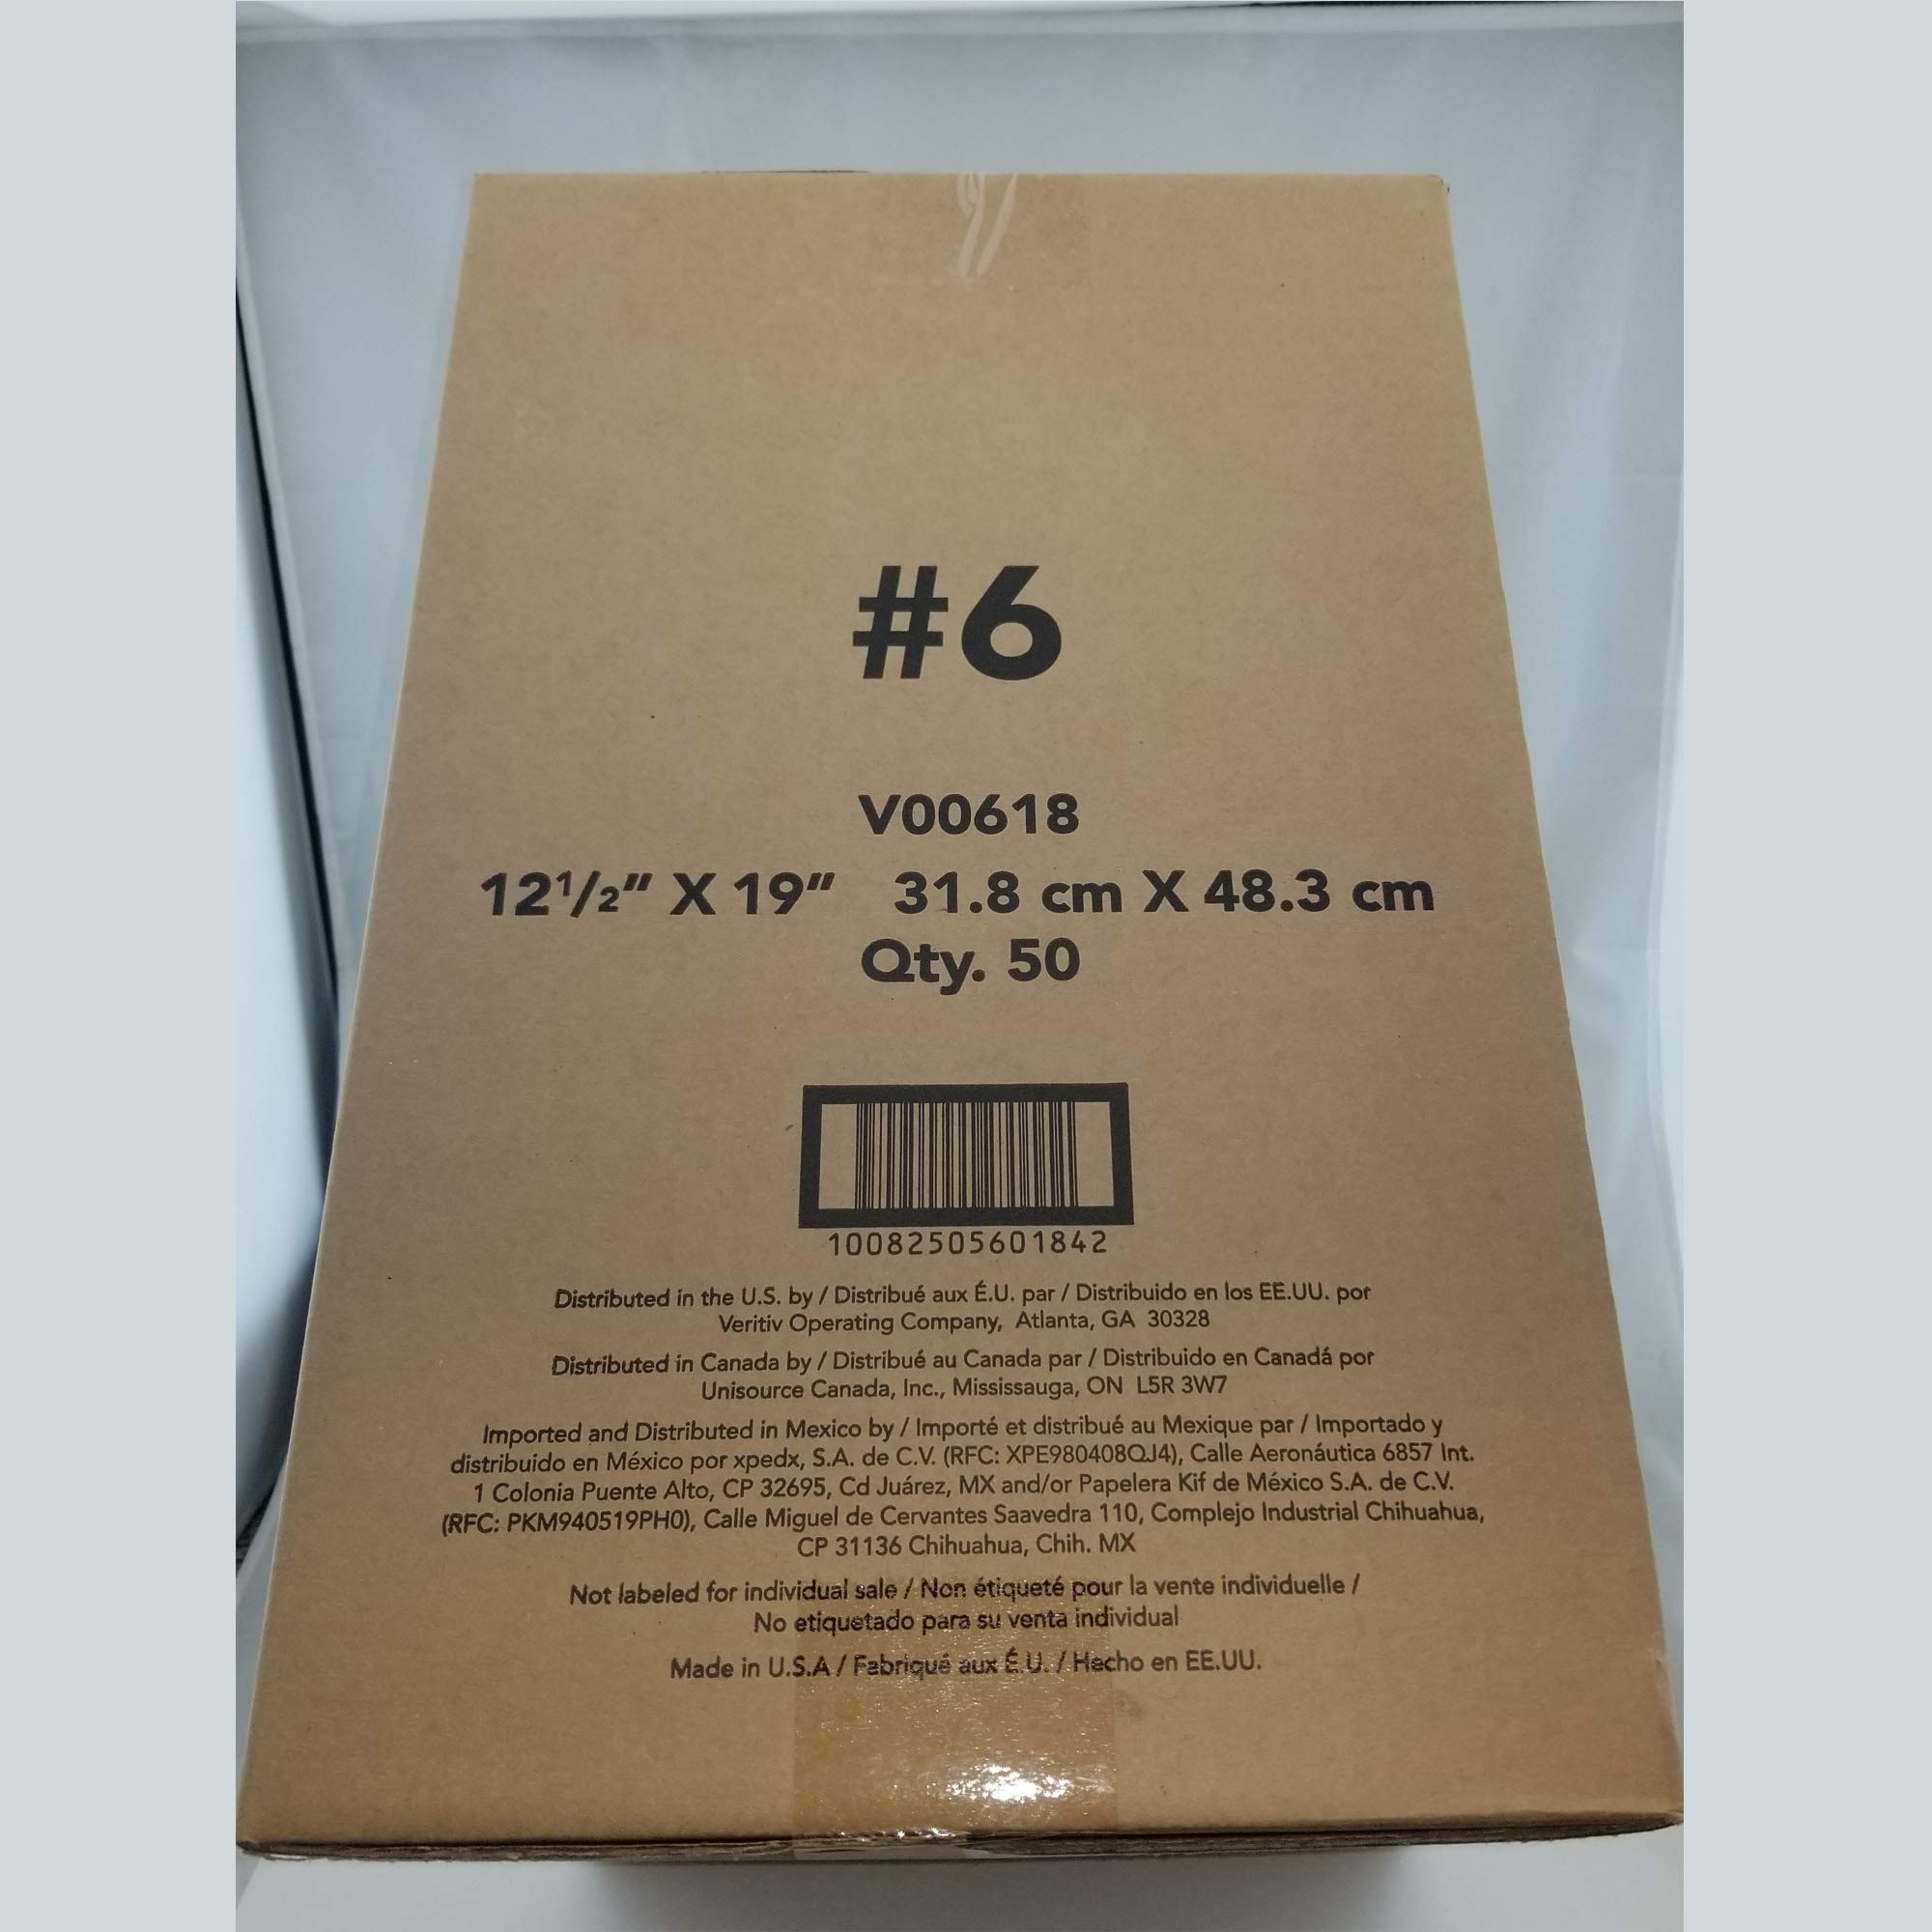 #6
V00618
12 1/2" X 19" 31.8 cm X 48.3 cm
Qty. 50
10082505601842
Distributed in the U.S. by / Distribué aux É.U. par / Distribuido en los EE.UU. por
Veritiv Operating Company, Atlanta, GA 30328
Distributed in Canada by / Distribué au Canada par / Distribuido en Canadá por
Unisource Canada, Inc., Mississauga, ON L5R 3W7
Imported and Distributed in Mexico by / Importé et distribué au Mexique par / Importado y
distribuido en México por xpedx, S.A. de C.V. (RFC: XPE980408QJ4), Calle Aeronáutica 6857 Int.
1 Colonia Puente Alto, CP 32695, Cd Juárez, MX and/or Papelera Kif de México S.A. de C.V.
(RFC: PKM940519PH0), Calle Miguel de Cervantes Saavedra 110, Complejo Industrial Chihuahua,
CP 31136 Chihuahua, Chih. MX
Not labeled for individual sale / Non étiqueté pour la vente individuelle /
No etiquetado para su venta individual
Made in U.S.A / Fabriqué aux É.U. / Hecho en EE.UU.